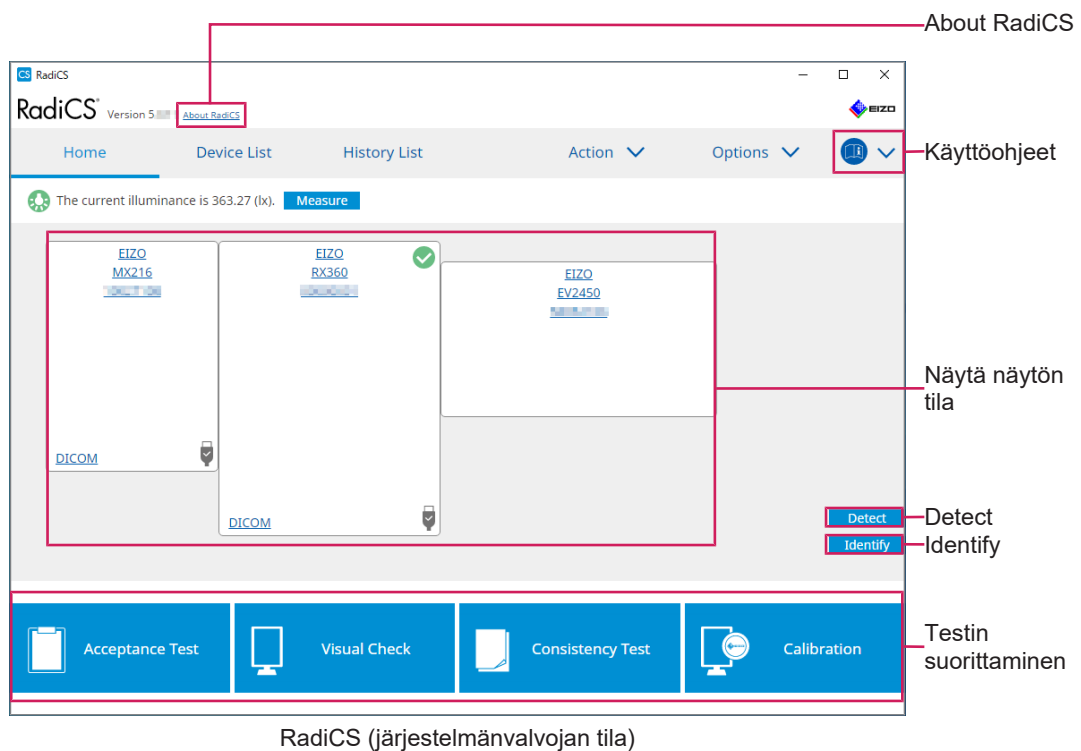 About RadiCS
CS RadiCS
RadiCS® Version 5. About RadiCS
EIZO
Home Device List History List Action Options
Käyttöohjeet
The current illuminance is 363.27 (lx). Measure
EIZO
MX216
DICOM
EIZO
RX360
DICOM
EIZO
EV2450
Näytä näytön
tila
Detect
Detect
Identify
Identify
Acceptance Test
Visual Check
Consistency Test
Calibration
Testin
suorittaminen
RadiCS (järjestelmänvalvojan tila)